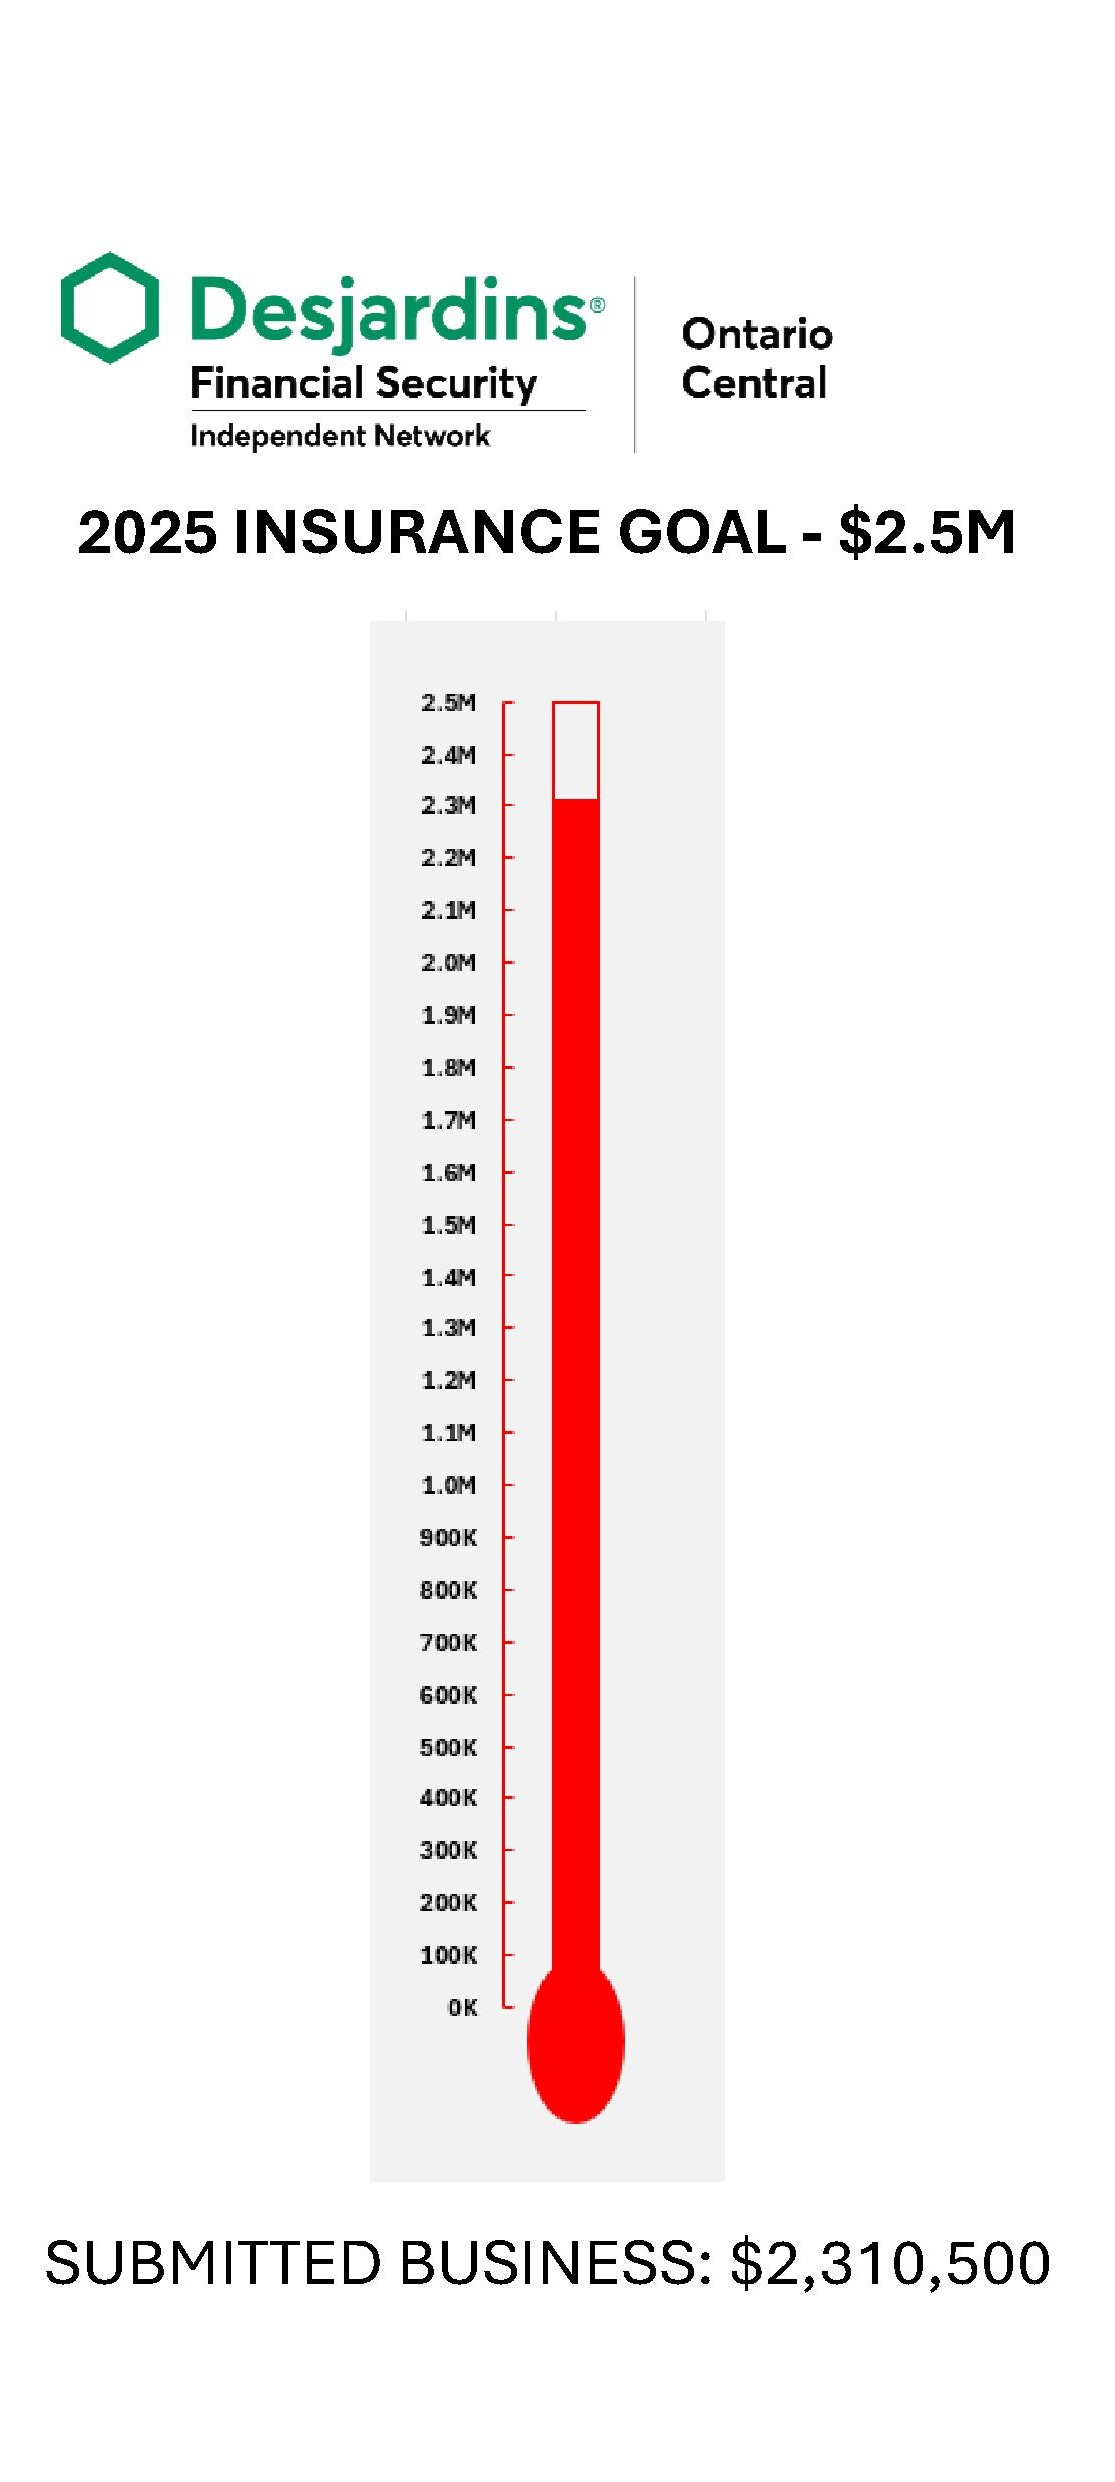 Desjardins®
Financial Security
Independent Network
Ontario
Central
2025 INSURANCE GOAL - $2.5M
2.5M
2.4M
2.3M
2.2M
2.1M
2.0M
1.9M
1.8M
1.7M
1.6M
1.5M
1.4M
1.3M
1.2M
1.1M
1.0M
900K
800K
700K
600K
500K
400K
300K
200K
100K
0K
SUBMITTED BUSINESS: $2,310,500